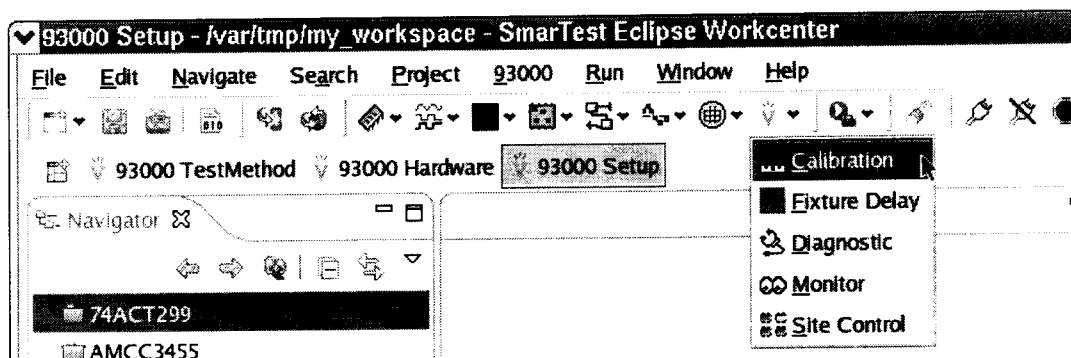 93000 Setup - /var/tmp/my_workspace - SmarTest Eclipse Workcenter
File Edit Navigate Search Project 93000 Run Window Help
010
93000 TestMethod 93000 Hardware 93000 Setup
Calibration
Fixture Delay
Diagnostic
Monitor
Site Control
Navigator
74ACT299
AMCC3455